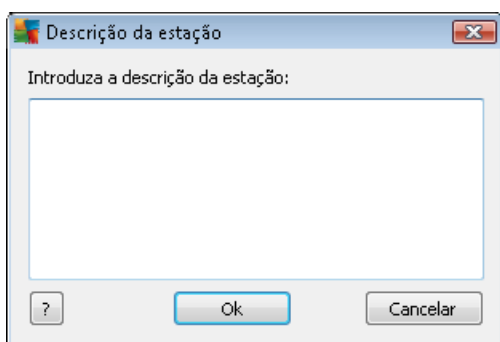 Descrição da estação
Introduza a descrição da estação:
? Ok Cancelar